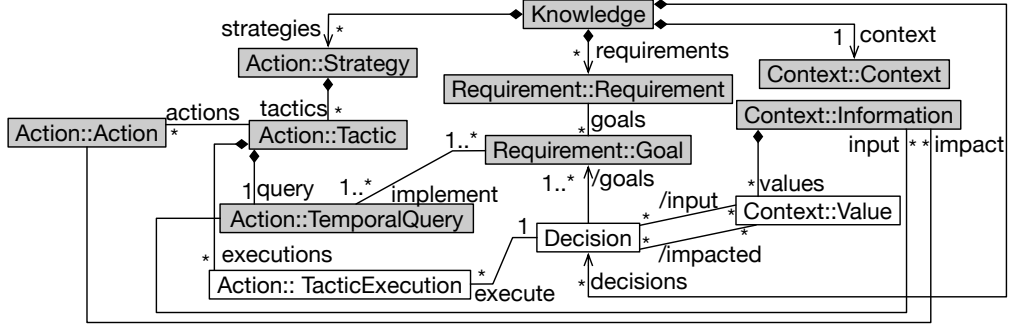 Knowledge
strategies *
* requirements
1 context
Action::Strategy
Context::Context
Requirement::Requirement
actions
tactics *
goals
Context::Information
Action::Action
*
Action::Tactic
1..*
*
Requirement::Goal
input * * impact
1 query
1..* implement
1..* /goals
* values
Action::TemporalQuery
/input
*
*
Context::Value
1
Decision
*
*
/impacted
* executions
Action:: TacticExecution
*
execute
* decisions